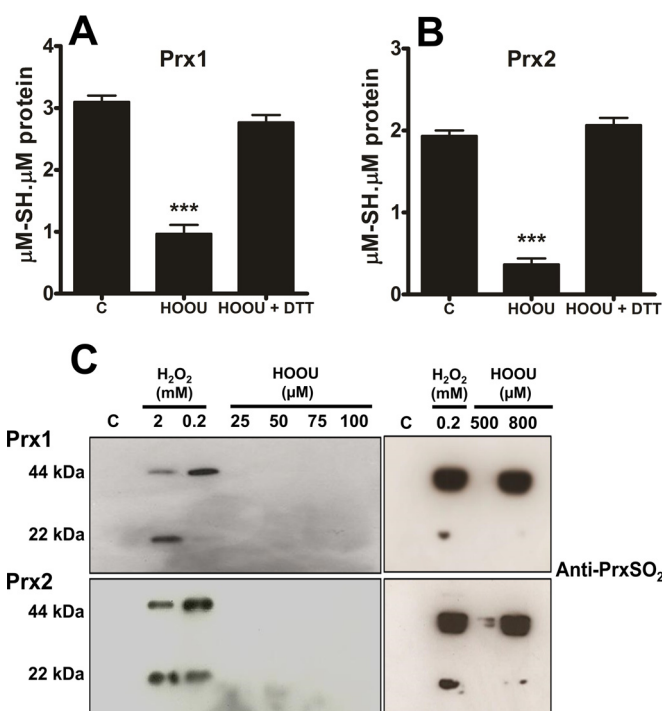 A
Prx1
μM-SH.μM protein
4
3
2
1
0
***
C
HOOU
HOOU + DTT
B
Prx2
μM-SH.μM protein
3
2
1
0
***
C
HOOU
HOOU + DTT
C
H₂O₂
(mM)
HOOU
(μM)
H₂O₂
(mM)
HOOU
(μM)
C 2 0.2 25 50 75 100
C 0.2 500 800
Prx1
44 kDa
22 kDa
Prx2
44 kDa
22 kDa
Anti-PrxSO₂